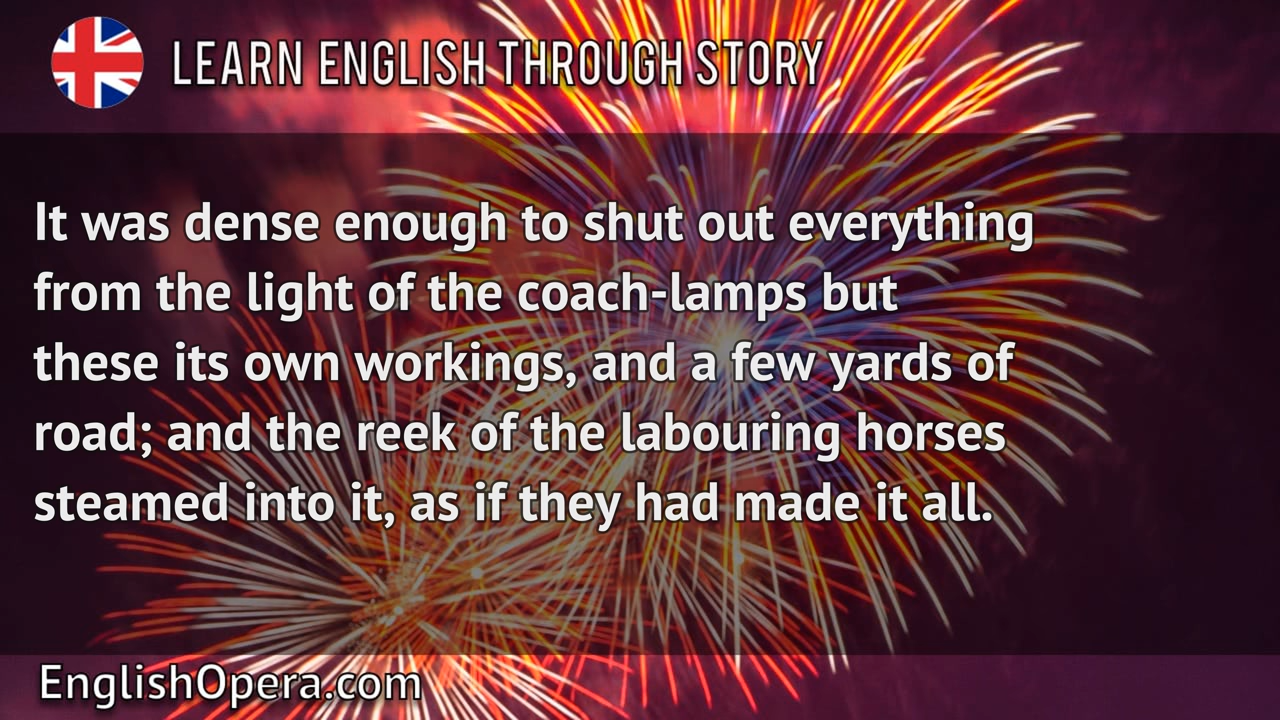 LEARN ENGLISH THROUGH STORY
It was dense enough to shut out everything
from the light of the coach-lamps but
these its own workings, and a few yards of
road; and the reek of the labouring horses
steamed into it, as if they had made it all.
EnglishOpera.com